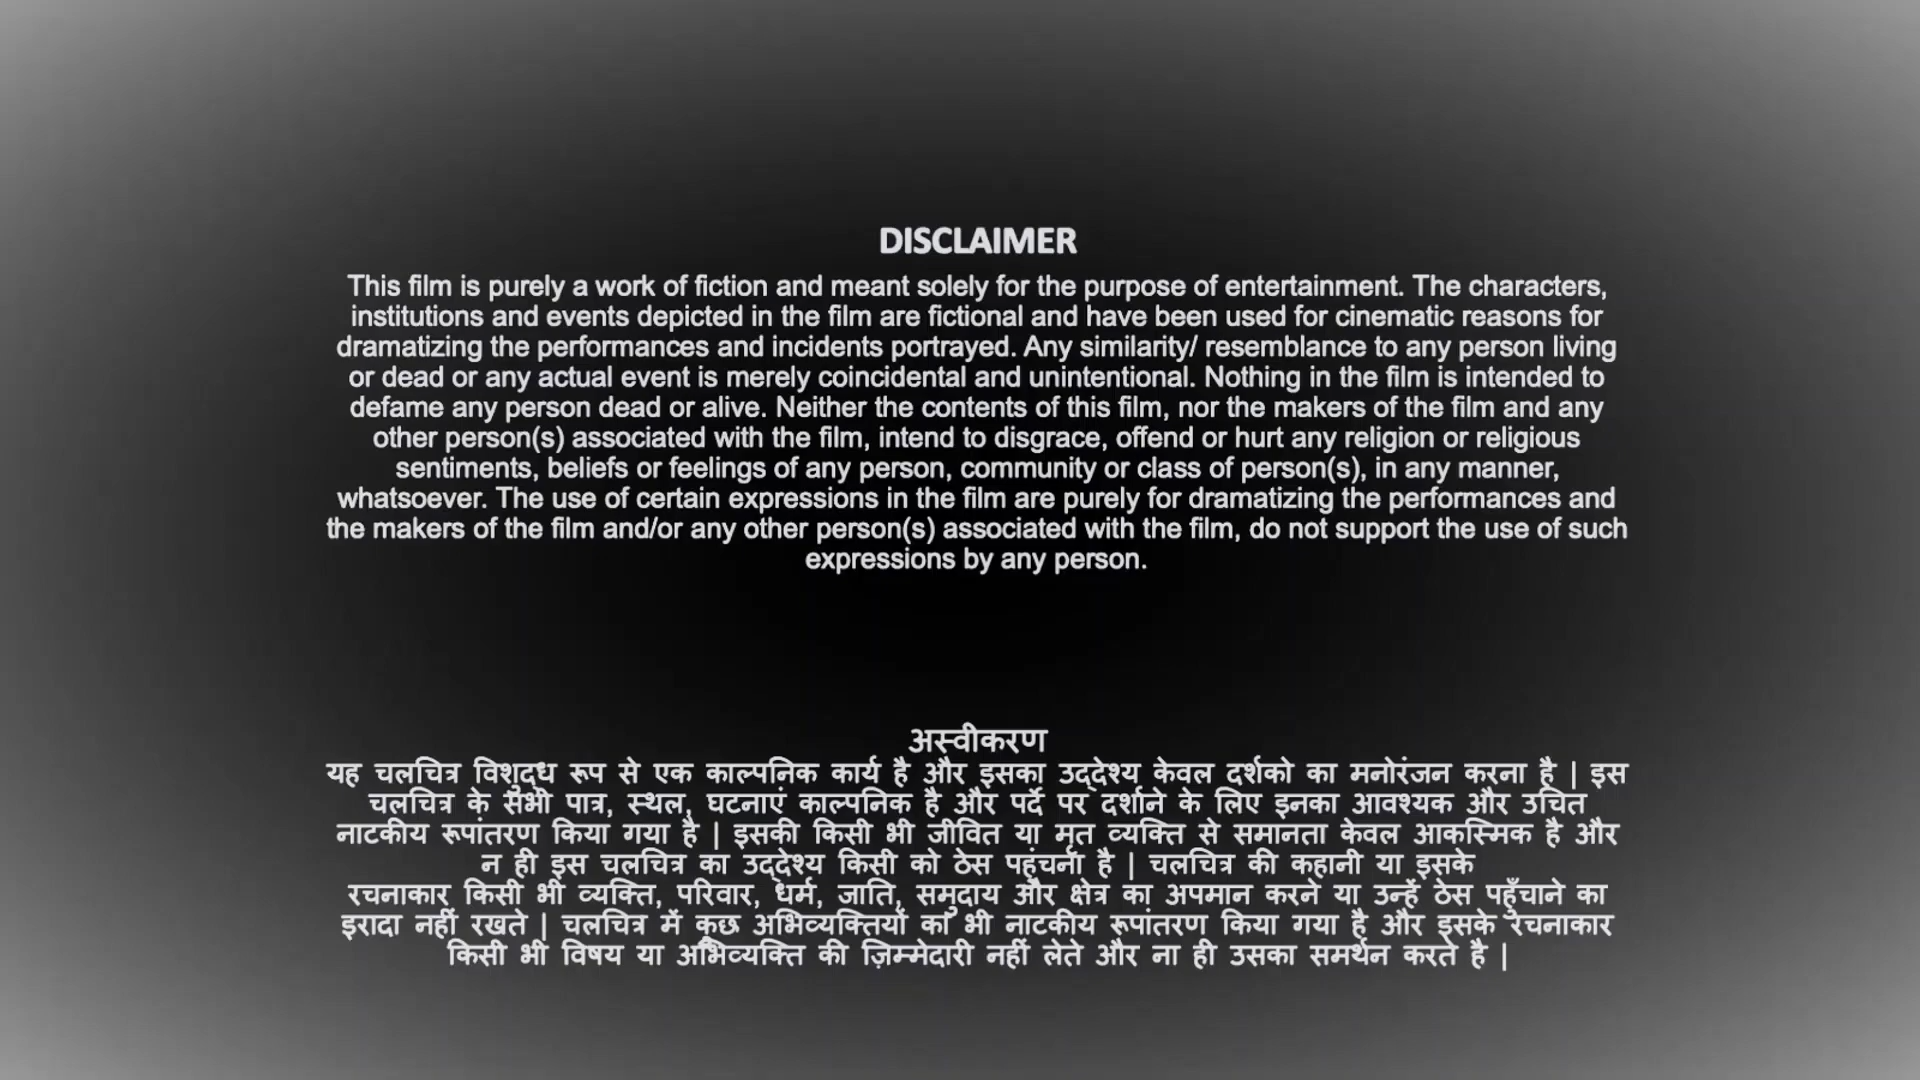 DISCLAIMER
This film is purely a work of fiction and meant solely for the purpose of entertainment. The characters,
institutions and events depicted in the film are fictional and have been used for cinematic reasons for
dramatizing the performances and incidents portrayed. Any similarity/ resemblance to any person living
or dead or any actual event is merely coincidental and unintentional. Nothing in the film is intended to
defame any person dead or alive. Neither the contents of this film, nor the makers of the film and any
other person(s) associated with the film, intend to disgrace, offend or hurt any religion or religious
sentiments, beliefs or feelings of any person, community or class of person(s), in any manner,
whatsoever. The use of certain expressions in the film are purely for dramatizing the performances and
the makers of the film and/or any other person(s) associated with the film, do not support the use of such
expressions by any person.
अस्वीकरण
यह चलचित्र विशुद्ध रूप से एक काल्पनिक कार्य है और इसका उद्देश्य केवल दर्शको का मनोरंजन करना है | इस
चलचित्र के सभी पात्र, स्थल, घटनाएं काल्पनिक है और पर्दे पर दर्शाने के लिए इनका आवश्यक और उचित
नाटकीय रूपांतरण किया गया है | इसकी किसी भी जीवित या मृत व्यक्ति से समानता केवल आकस्मिक है और
न ही इस चलचित्र का उद्देश्य किसी को ठेस पहुंचना है | चलचित्र की कहानी या इसके
रचनाकार किसी भी व्यक्ति, परिवार, धर्म, जाति, समुदाय और क्षेत्र का अपमान करने या उन्हें ठेस पहुँचाने का
इरादा नहीं रखते | चलचित्र में कुछ अभिव्यक्तियों का भी नाटकीय रूपांतरण किया गया है और इसके रचनाकार
किसी भी विषय या अभिव्यक्ति की ज़िम्मेदारी नहीं लेते और ना ही उसका समर्थन करते है |